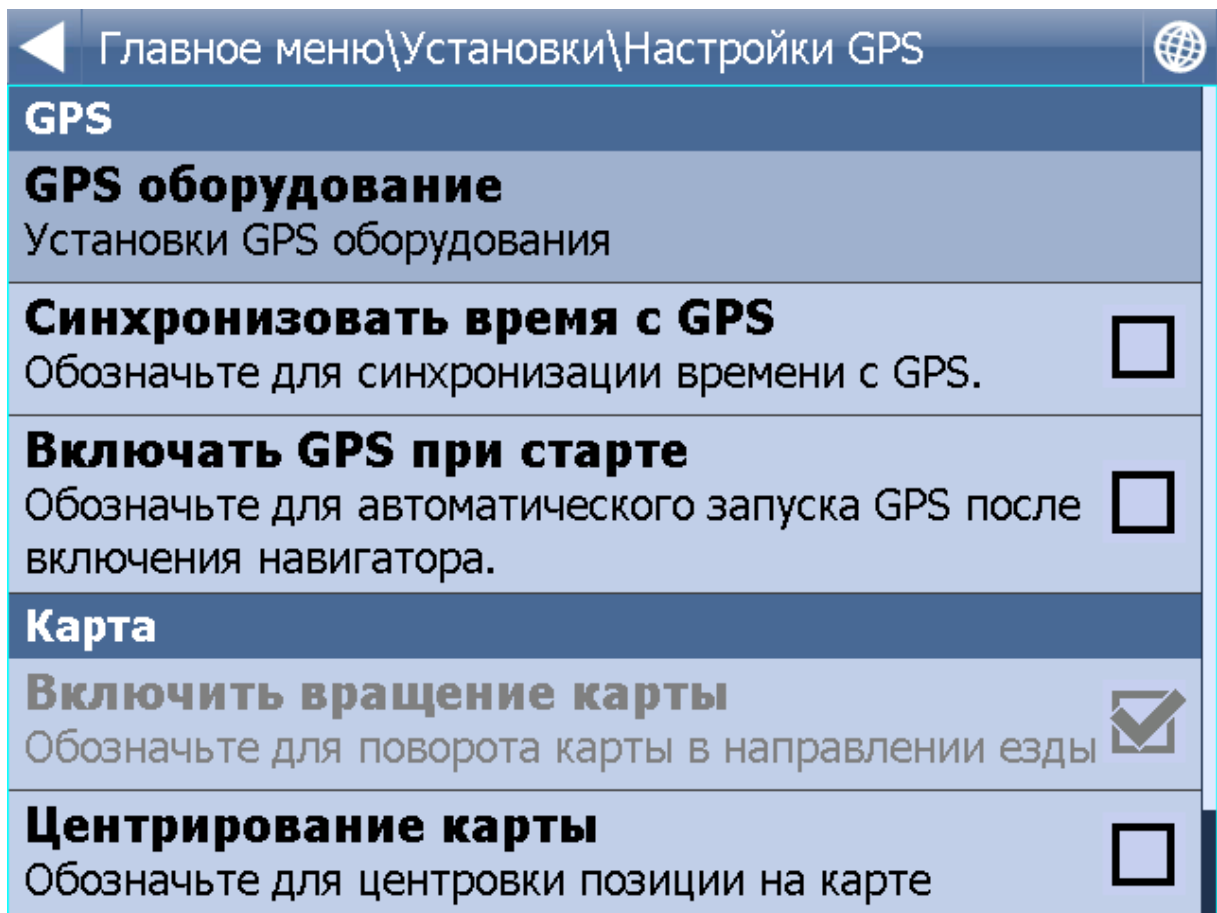 Главное меню\Установки\Настройки GPS
GPS
GPS оборудование
Установки GPS оборудования
Синхронизовать время с GPS
Обозначьте для синхронизации времени с GPS.
Включать GPS при старте
Обозначьте для автоматического запуска GPS после
включения навигатора.
Карта
Включить вращение карты
Обозначьте для поворота карты в направлении езды
Центрирование карты
Обозначьте для центровки позиции на карте